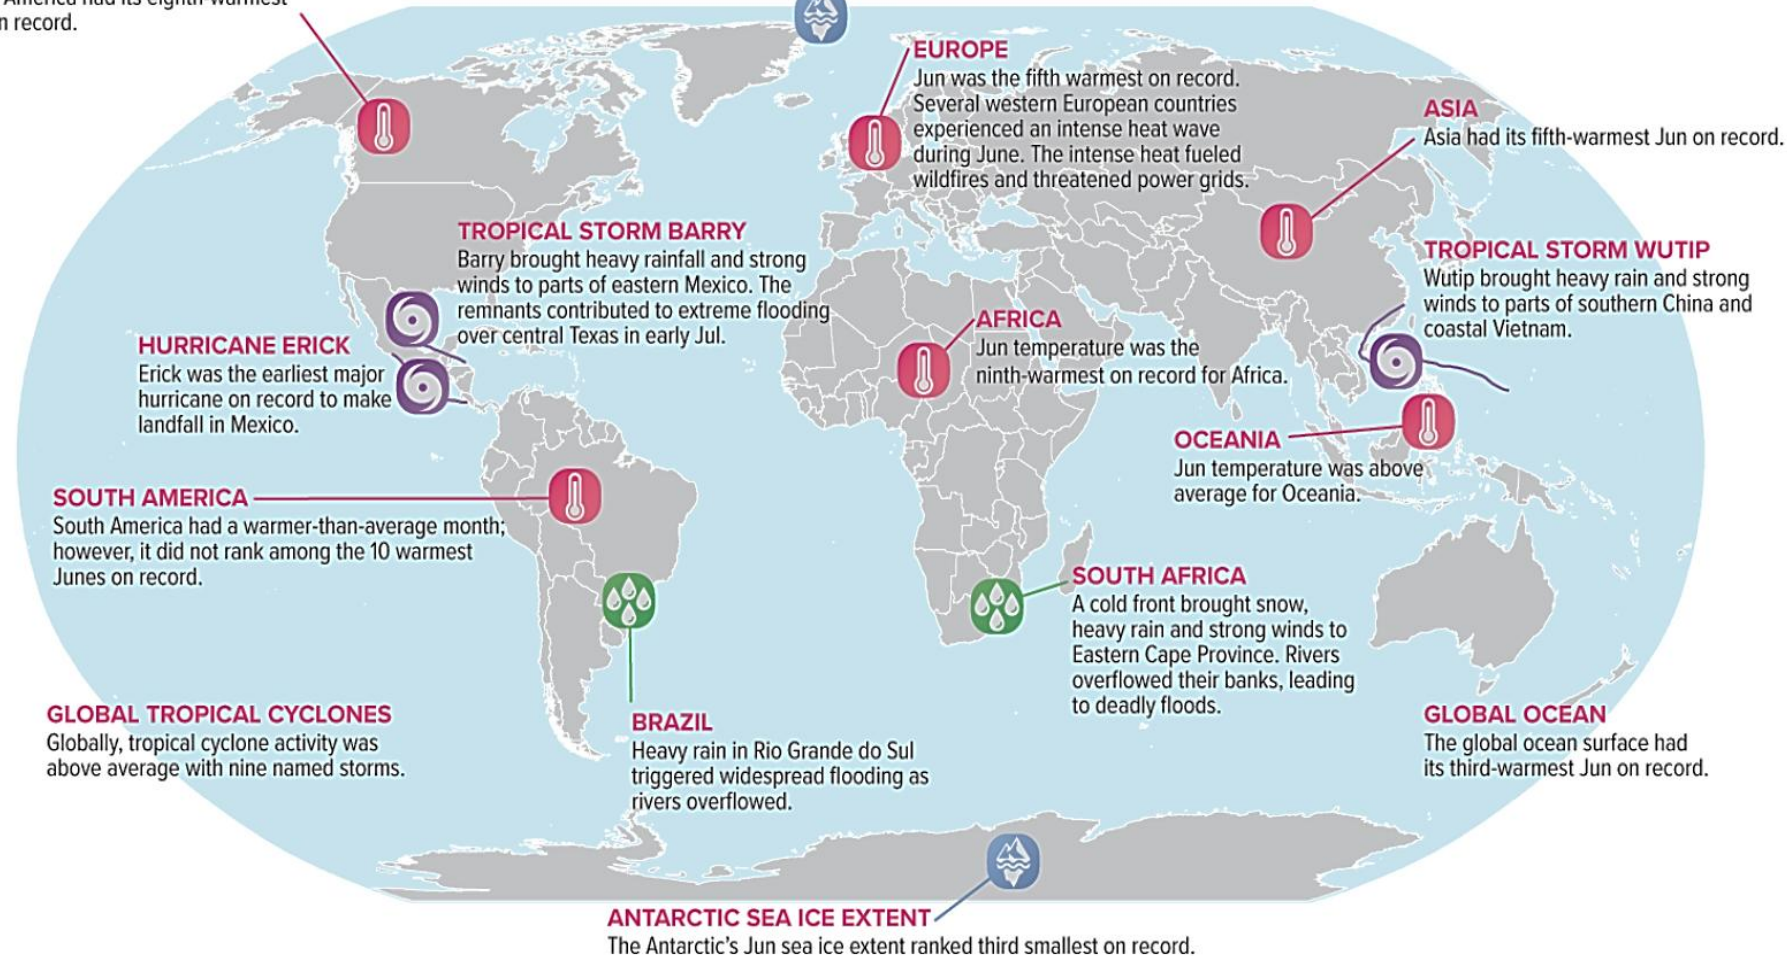 America had its eighth-warmest
n record.
EUROPE
Jun was the fifth warmest on record.
Several western European countries
experienced an intense heat wave
during June. The intense heat fueled
wildfires and threatened power grids.
ASIA
Asia had its fifth-warmest Jun on record.
TROPICAL STORM BARRY
Barry brought heavy rainfall and strong
winds to parts of eastern Mexico. The
remnants contributed to extreme flooding
over central Texas in early Jul.
TROPICAL STORM WUTIP
Wutip brought heavy rain and strong
winds to parts of southern China and
coastal Vietnam.
HURRICANE ERICK
Erick was the earliest major
hurricane on record to make
landfall in Mexico.
AFRICA
Jun temperature was the
ninth-warmest on record for Africa.
OCEANIA
Jun temperature was above
average for Oceania.
SOUTH AMERICA
South America had a warmer-than-average month;
however, it did not rank among the 10 warmest
Junes on record.
SOUTH AFRICA
A cold front brought snow,
heavy rain and strong winds to
Eastern Cape Province. Rivers
overflowed their banks, leading
to deadly floods.
GLOBAL TROPICAL CYCLONES
Globally, tropical cyclone activity was
above average with nine named storms.
BRAZIL
Heavy rain in Rio Grande do Sul
triggered widespread flooding as
rivers overflowed.
GLOBAL OCEAN
The global ocean surface had
its third-warmest Jun on record.
ANTARCTIC SEA ICE EXTENT
The Antarctic's Jun sea ice extent ranked third smallest on record.